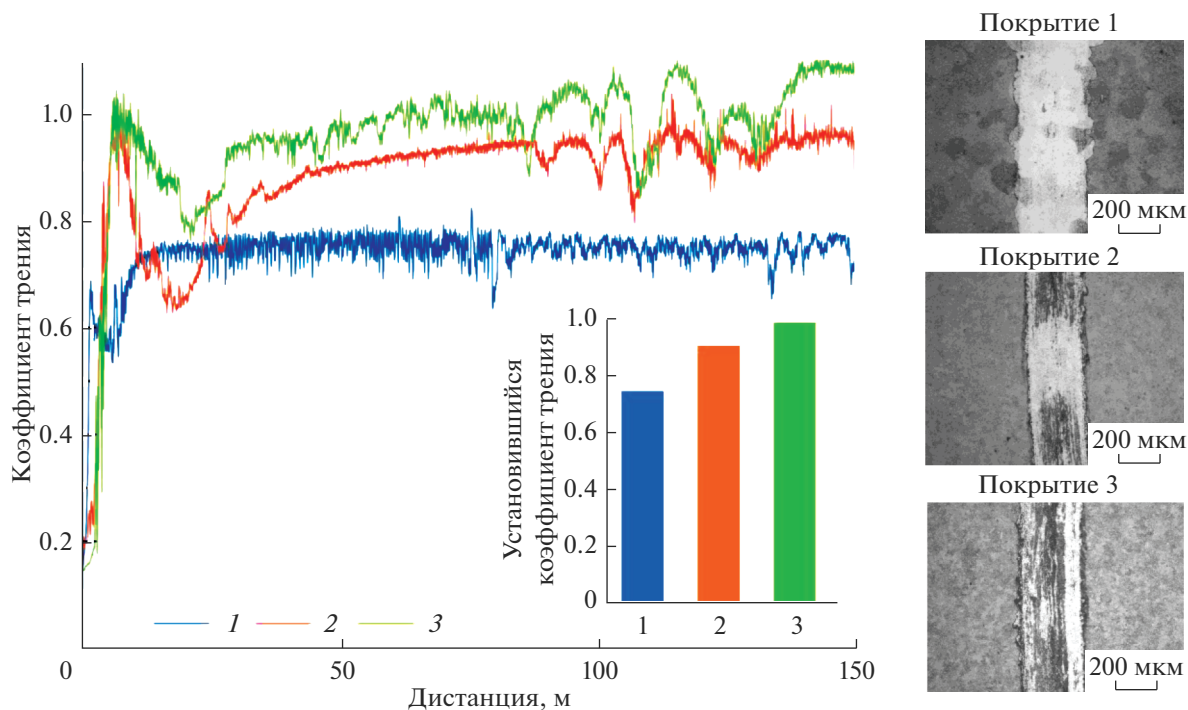 Коэффициент трения
1.0
0.8
0.6
0.4
0.2
0
50
100
150
Дистанция, м
1
2
3
Установившийся
коэффициент трения
1.0
0.8
0.6
0.4
0.2
0
1
2
3
Покрытие 1
200 мкм
Покрытие 2
200 мкм
Покрытие 3
200 мкм